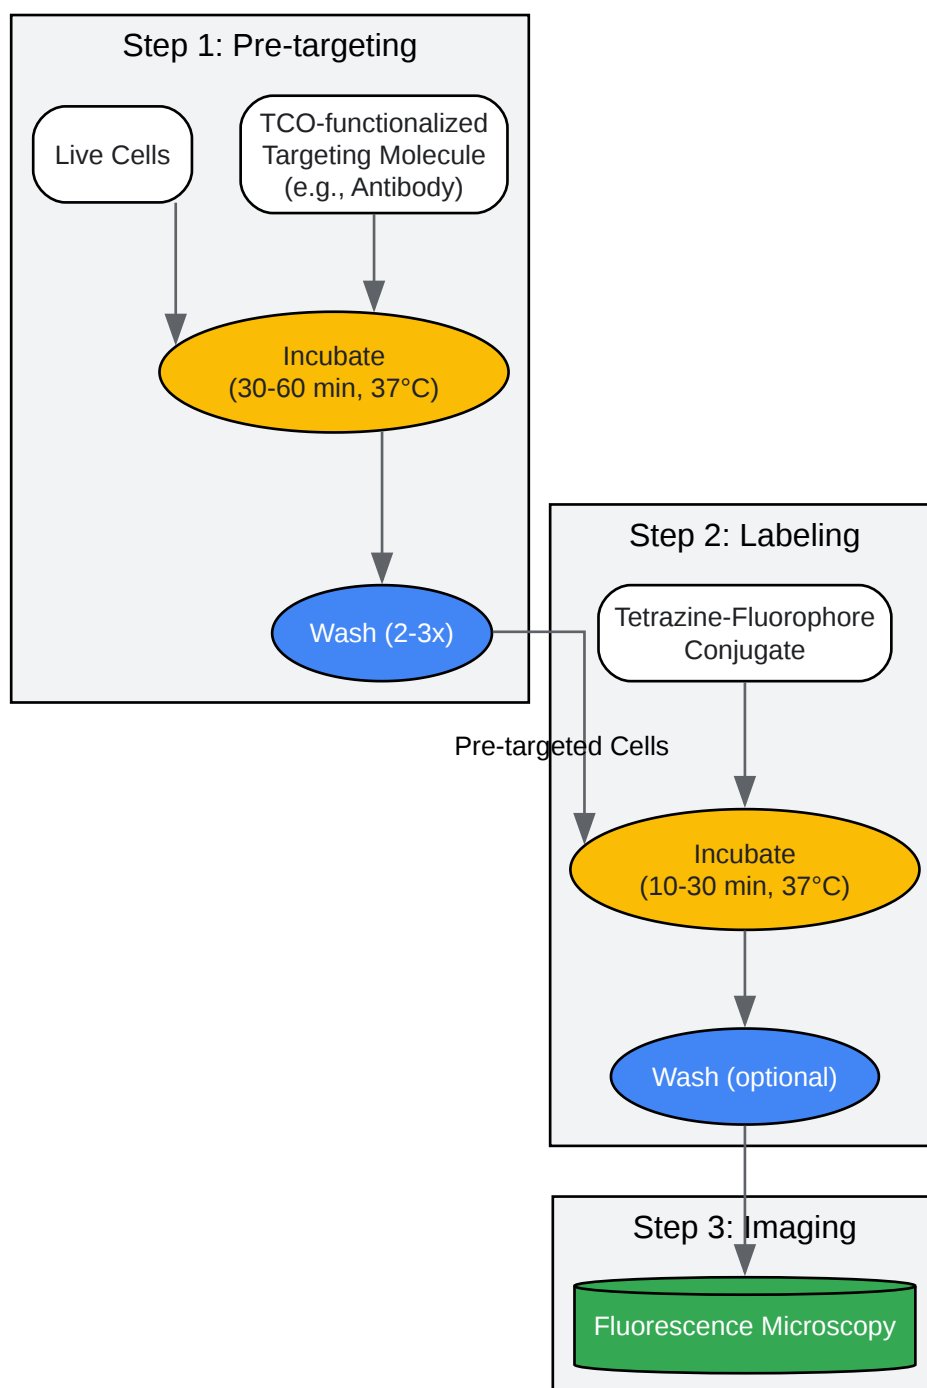 Step 1: Pre-targeting
Live Cells
TCO-functionalized
Targeting Molecule
(e.g., Antibody)
Incubate
(30-60 min, 37°C)
Wash (2-3x)
Pre-targeted Cells
Step 2: Labeling
Tetrazine-Fluorophore
Conjugate
Incubate
(10-30 min, 37°C)
Wash (optional)
Step 3: Imaging
Fluorescence Microscopy